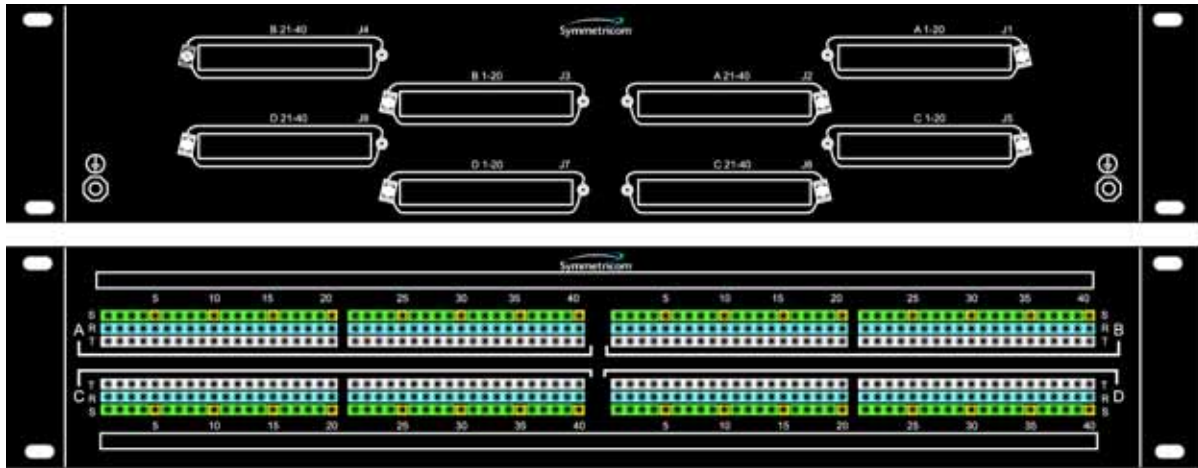 Symmetricom
B 21-40 J4
A 1-20 J1
B 1-20 J3
A 21-40 J2
D 21-40 J8
C 1-20 J5
D 1-20 J7
C 21-40 J6
Symmetricom
5 10 15 20 25 30 35 40 5 10 15 20 25 30 35 40
S S
A R R B
T T
T T
C R R D
S S
5 10 15 20 25 30 35 40 5 10 15 20 25 30 35 40